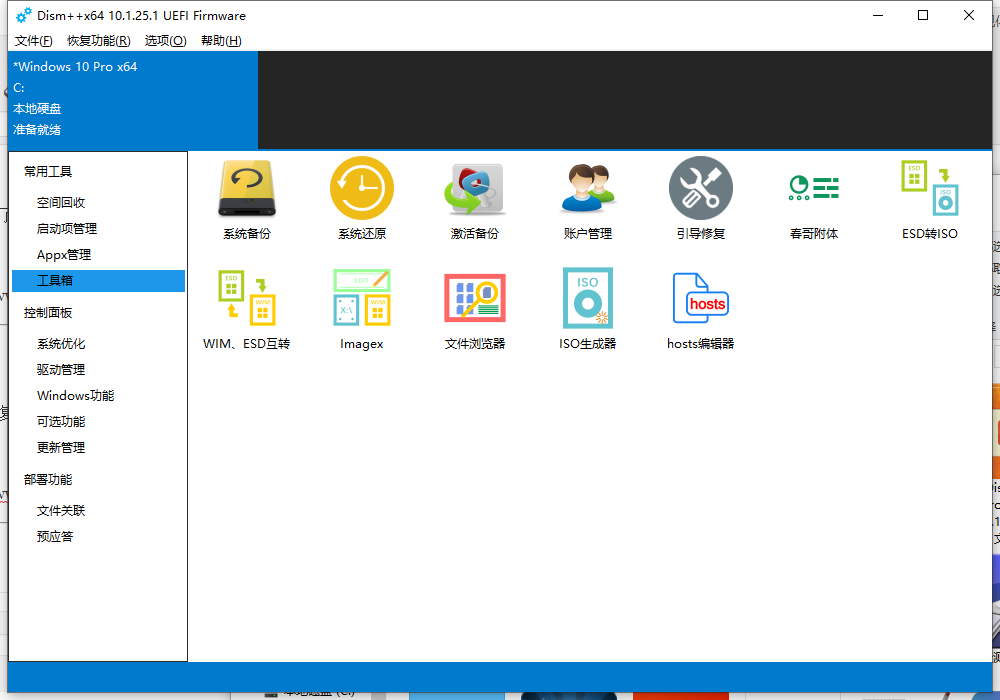 Dism++x64 10.1.25.1 UEFI Firmware
文件(F) 恢复功能(R) 选项(O) 帮助(H)
*Windows 10 Pro x64
C:
本地硬盘
准备就绪
常用工具
空间回收
启动项管理
Appx管理
工具箱
控制面板
系统优化
驱动管理
Windows功能
可选功能
更新管理
部署功能
文件关联
预应答
系统备份 系统还原 激活备份 账户管理 引导修复 春哥附体
ESD
ISO
ESD转ISO
ESD
WIM
WIM、ESD互转
ESD
X:\ WIM
Imagex
文件浏览器
ISO
ISO生成器
hosts
hosts编辑器
本地磁盘 (C:)